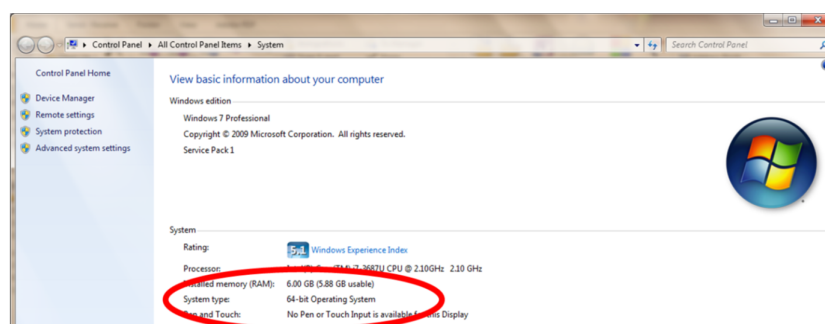 Control Panel ▸ All Control Panel Items ▸ System
Search Control Panel
Control Panel Home
Device Manager
Remote settings
System protection
Advanced system settings
View basic information about your computer
Windows edition
Windows 7 Professional
Copyright © 2009 Microsoft Corporation. All rights reserved.
Service Pack 1
System
Rating:
5,1 Windows Experience Index
Processor: CPU @ 2.10GHz 2.10 GHz
Installed memory (RAM): 6.00 GB (5.88 GB usable)
System type: 64-bit Operating System
Pen and Touch: No Pen or Touch Input is available for this Display